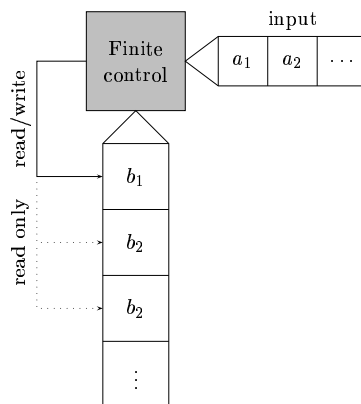 input
Finite
control
a₁ a₂ ⋯
read/write
b₁
read only
b₂
b₂
⋮